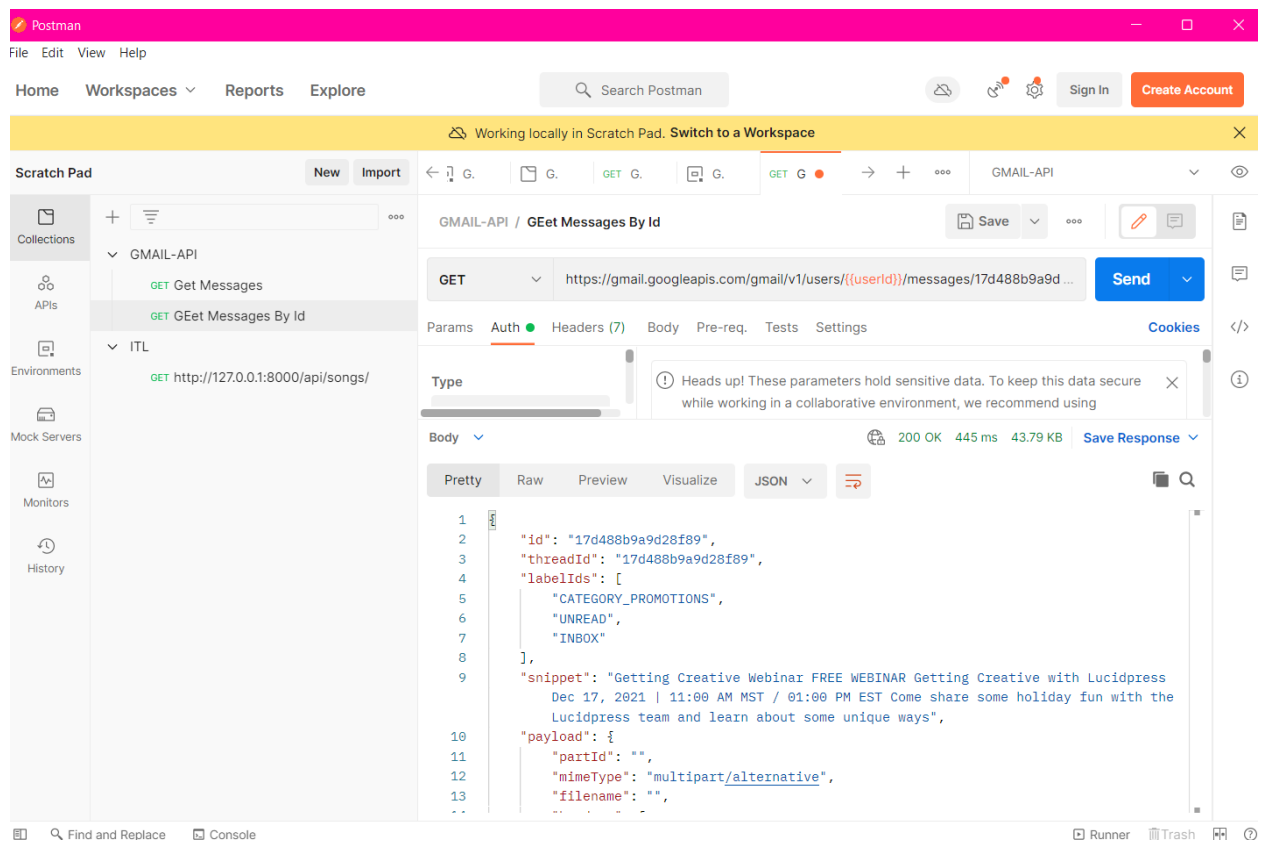 Postman
File Edit View Help
Home Workspaces Reports Explore Search Postman Sign In Create Account
Working locally in Scratch Pad. Switch to a Workspace
Scratch Pad New Import G. G. GET G. G. GET G GMAIL-API
Collections
APIs
Environments
Mock Servers
Monitors
History
GMAIL-API
GET Get Messages
GET GEet Messages By Id
ITL
GET http://127.0.0.1:8000/api/songs/
GMAIL-API / GEet Messages By Id Save
GET https://gmail.googleapis.com/gmail/v1/users/{{userId}}/messages/17d488b9a9d ... Send
Params Auth Headers (7) Body Pre-req. Tests Settings Cookies
Type
Heads up! These parameters hold sensitive data. To keep this data secure
while working in a collaborative environment, we recommend using
Body 200 OK 445 ms 43.79 KB Save Response
Pretty Raw Preview Visualize JSON
1 {
2 "id": "17d488b9a9d28f89",
3 "threadId": "17d488b9a9d28f89",
4 "labelIds": [
5 "CATEGORY_PROMOTIONS",
6 "UNREAD",
7 "INBOX"
8 ],
9 "snippet": "Getting Creative Webinar FREE WEBINAR Getting Creative with Lucidpress
Dec 17, 2021 | 11:00 AM MST / 01:00 PM EST Come share some holiday fun with the
Lucidpress team and learn about some unique ways",
10 "payload": {
11 "partId": "",
12 "mimeType": "multipart/alternative",
13 "filename": "",
Find and Replace Console Runner Trash